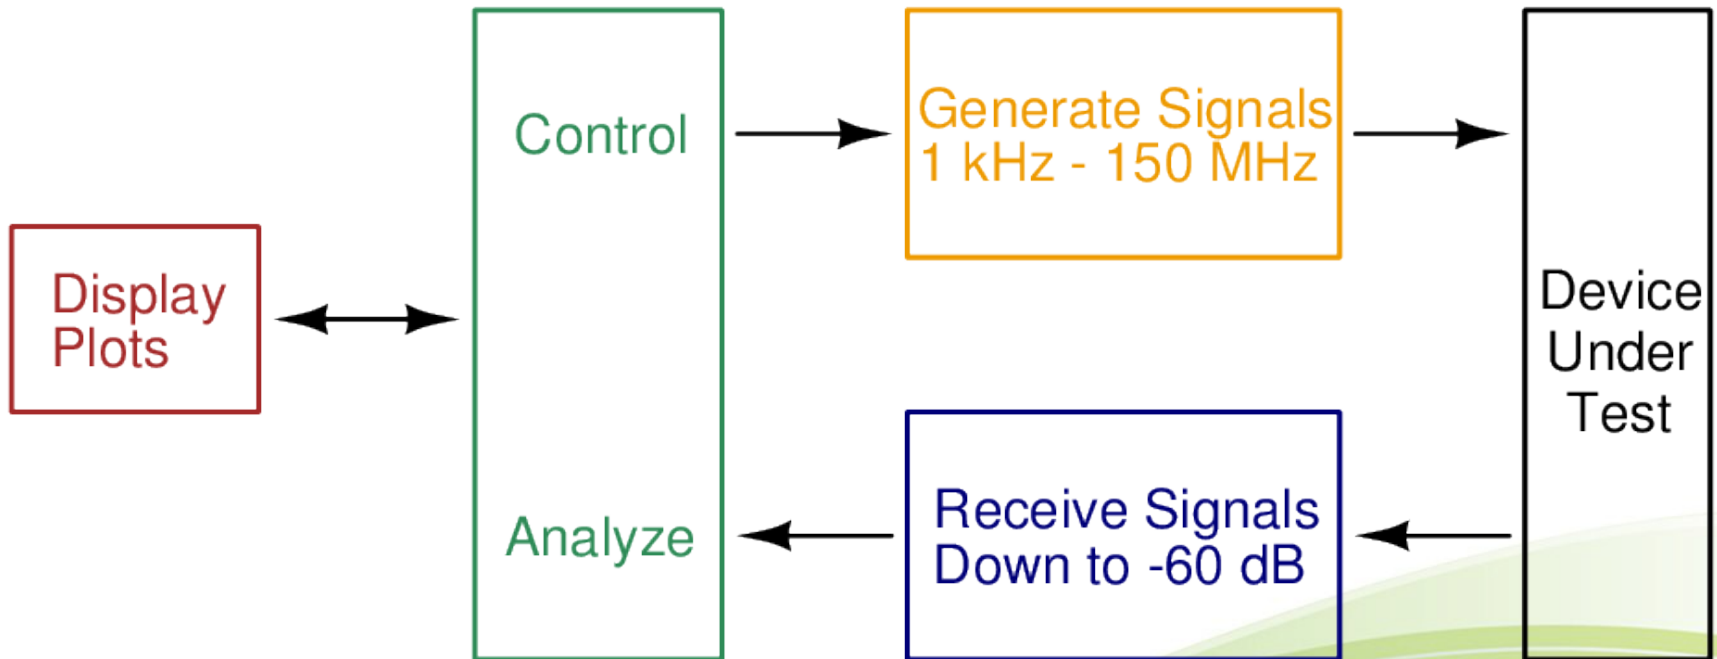 Display
Plots
Control
Analyze
Generate Signals
1 kHz - 150 MHz
Receive Signals
Down to -60 dB
Device
Under
Test